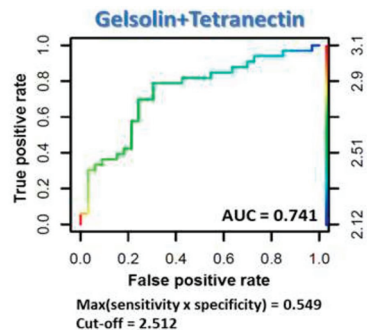 Gelsolin+Tetranectin
True positive rate
1.0
0.8
0.6
0.4
0.2
0.0
3.1
2.9
2.51
2.12
AUC = 0.741
0.0 0.2 0.4 0.6 0.8 1.0
False positive rate
Max(sensitivity x specificity) = 0.549
Cut-off = 2.512